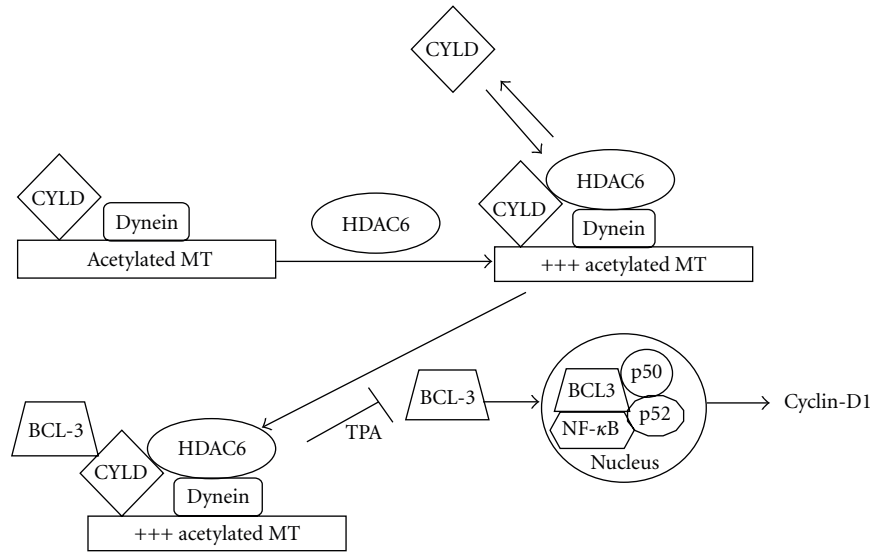 CYLD
CYLD
Dynein
Acetylated MT
HDAC6
CYLD
HDAC6
Dynein
+++ acetylated MT
BCL-3
CYLD
HDAC6
Dynein
+++ acetylated MT
TPA
BCL-3
BCL3
p50
p52
NF-κB
Nucleus
Cyclin-D1